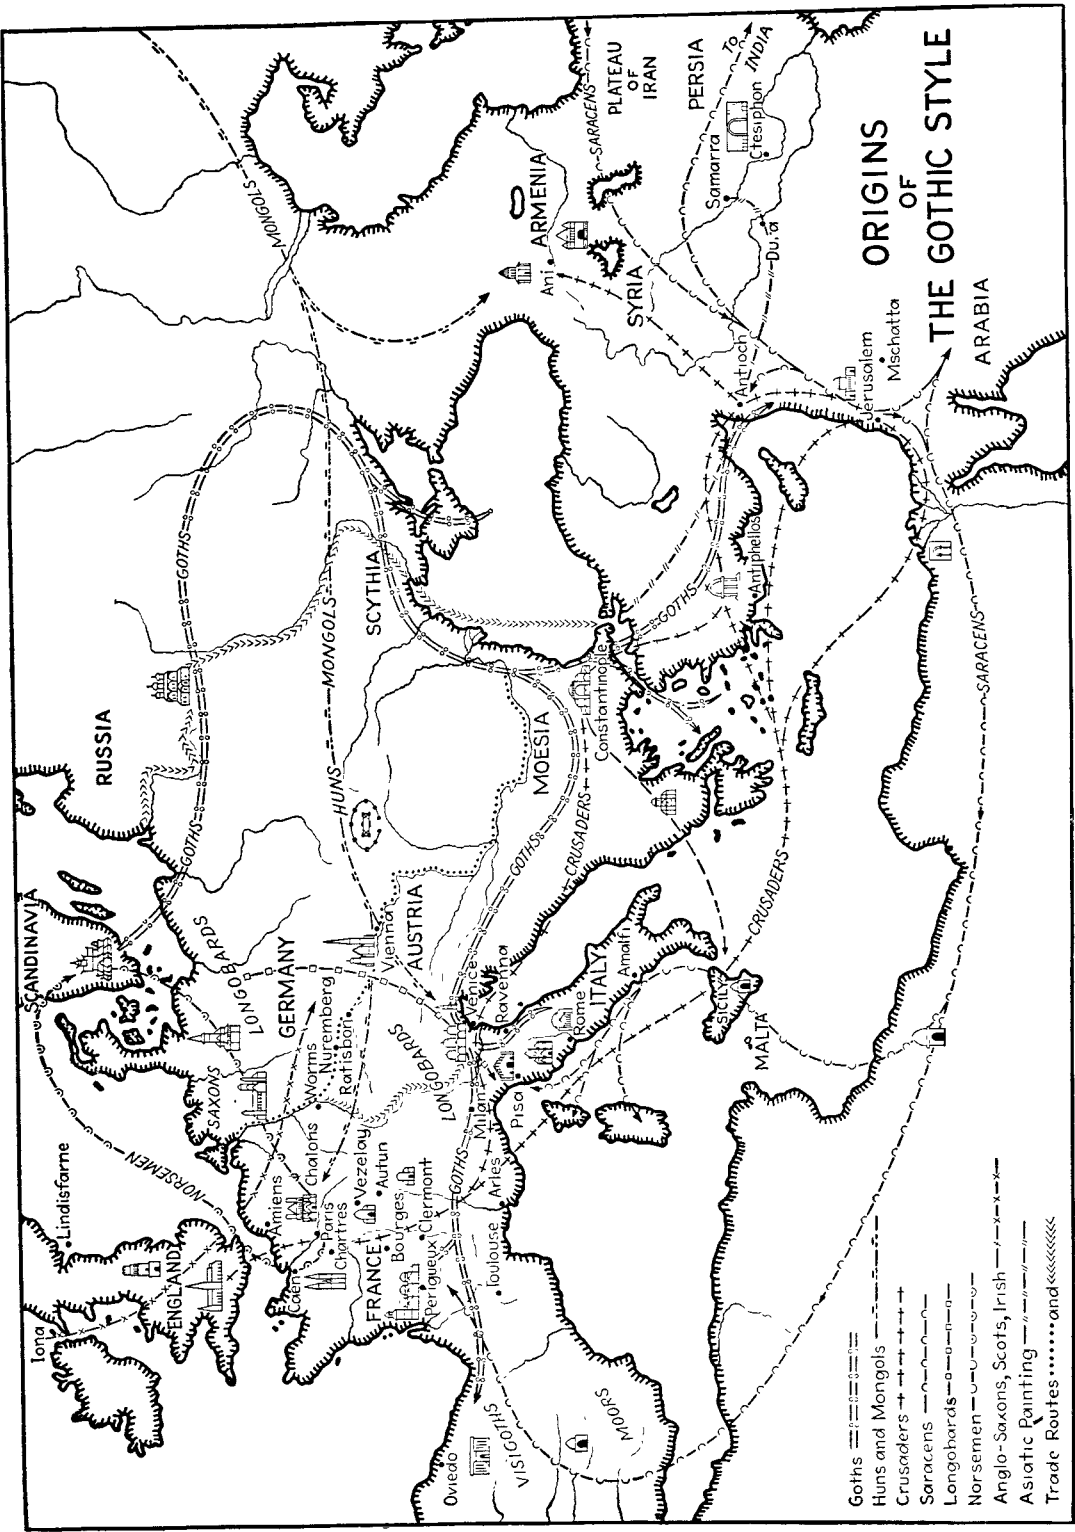 ORIGINS
OF
THE GOTHIC STYLE
SCANDINAVIA
RUSSIA
Iona
Lindisfarne
NORSEMEN
ENGLAND
SAXONS
LONGOBARDS
LONGOBARDS
GOTHS
GOTHS
MONGOLS
MONGOLS
HUNS
SCYTHIA
GERMANY
Amiens
Caen
Paris
Chartres
Chalons
Worms
Nuremberg
Ratisbon
Vienna
AUSTRIA
FRANCE
Vezelay
Autun
Bourges
Clermont
Perigueux
Toulouse
Arles
GOTHS
LONGOBARDS
Milan
Venice
Ravenna
Pisa
Rome
ITALY
Amalfi
SICILY
MALTA
Oviedo
VISIGOTHS
MOORS
MOESIA
GOTHS
CRUSADERS
CRUSADERS
Constantinople
GOTHS
Antiphellos
ARMENIA
Ani
SYRIA
Antioch
Jerusalem
Mschatta
ARABIA
SARACENS
SARACENS
PLATEAU
OF
IRAN
PERSIA
TO
INDIA
Samarra
Ctesiphon
Dura
Goths
Huns and Mongols
Crusaders
Saracens
Longobards
Norsemen
Anglo-Saxons, Scots, Irish
Asiatic Painting
Trade Routes and